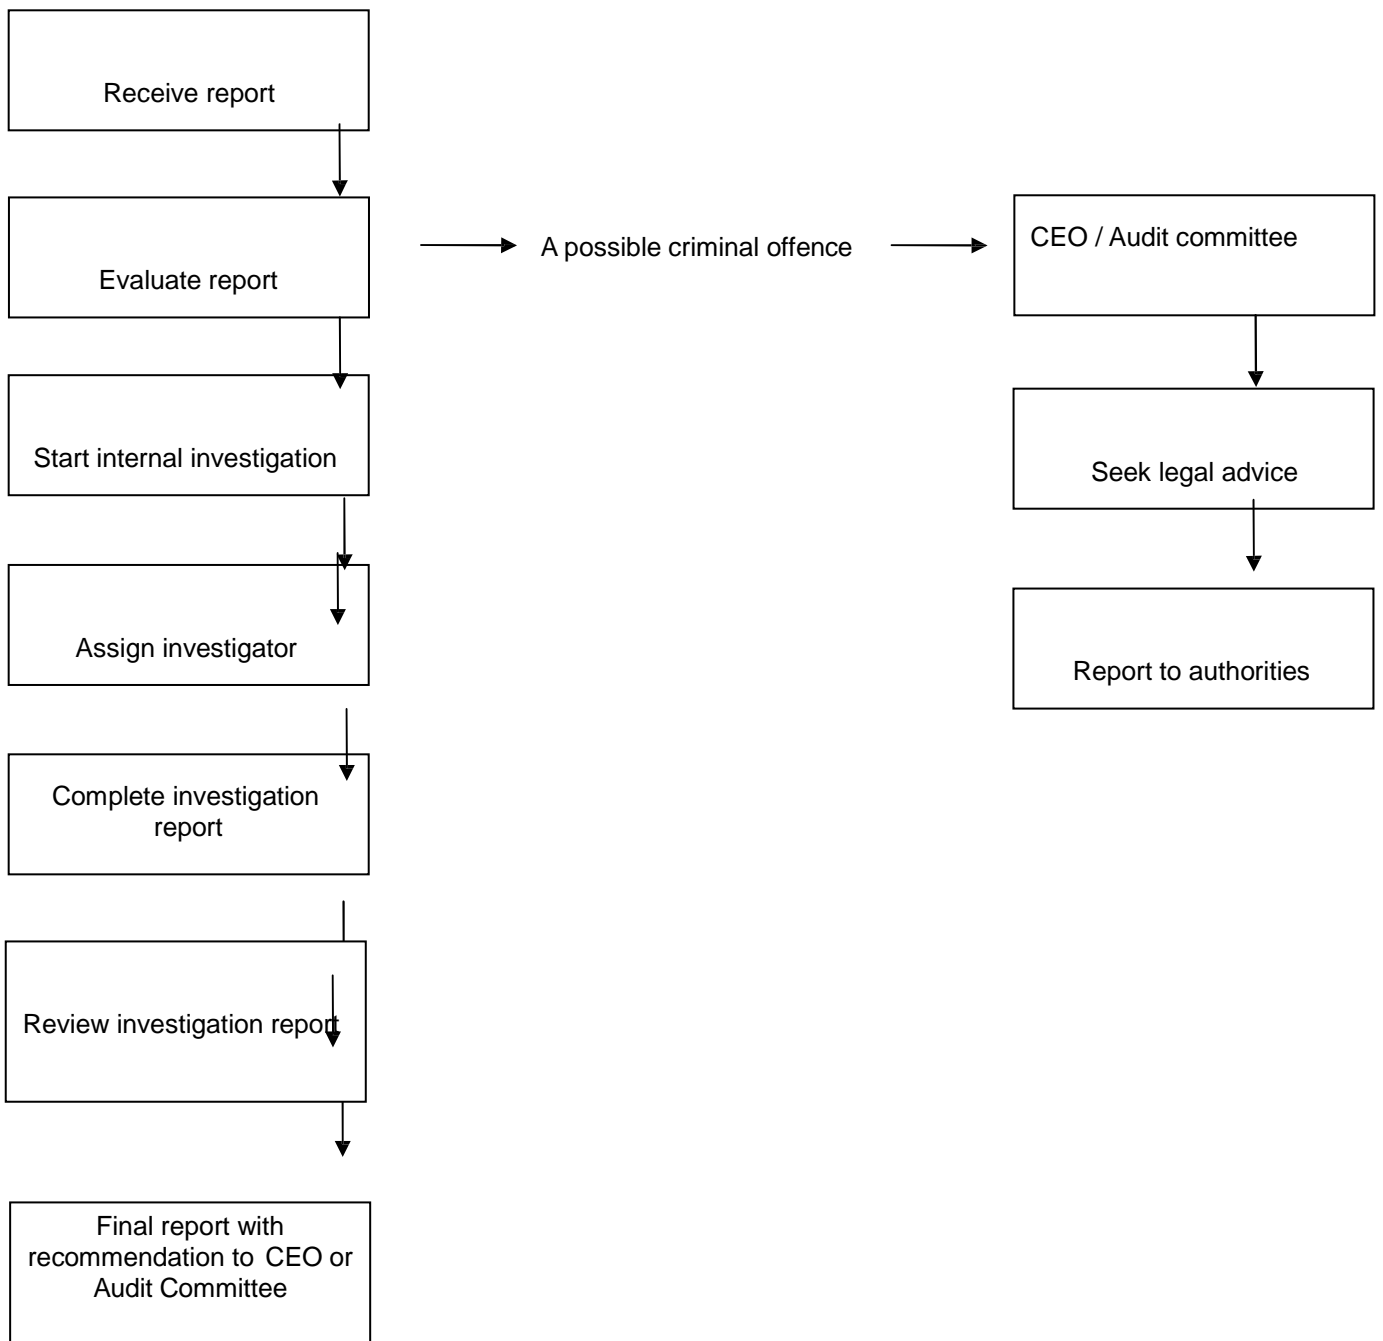 Receive report
Evaluate report
A possible criminal offence
CEO / Audit committee
Start internal investigation
Seek legal advice
Assign investigator
Report to authorities
Complete investigation
report
Review investigation report
Final report with
recommendation to CEO or
Audit Committee